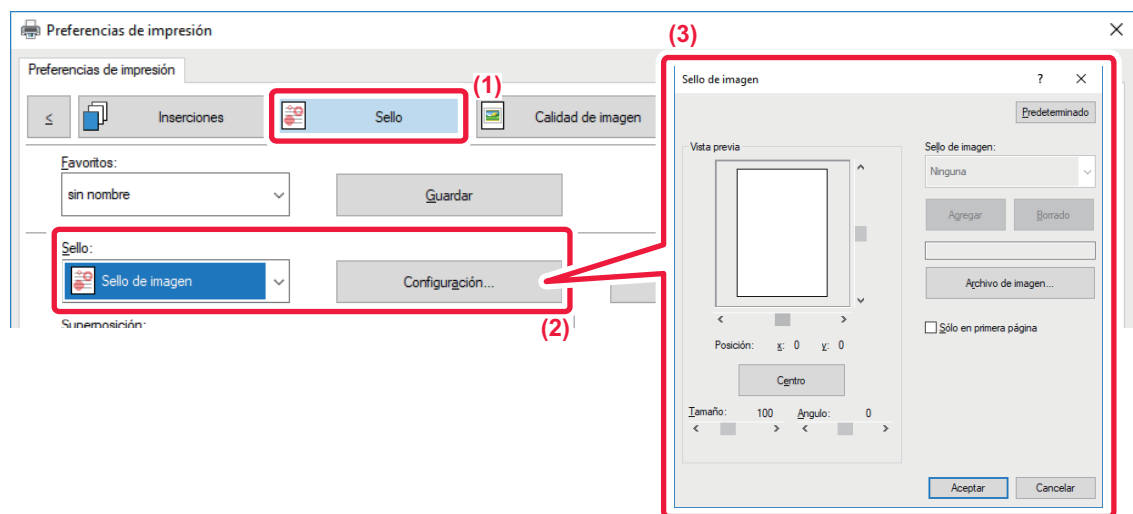 Preferencias de impresión
Preferencias de impresión
(1)
<
Inserciones
Sello
Calidad de imagen
Favoritos:
sin nombre
Guardar
Sello:
Sello de imagen
Configuración...
(2)
Superposición:
(3)
Sello de imagen
?
Predeterminado
Vista previa
Sello de imagen:
Ninguna
Agregar
Borrado
Archivo de imagen...
Sólo en primera página
Posición: x: 0 y: 0
Centro
Tamaño: 100 Angulo: 0
Aceptar
Cancelar